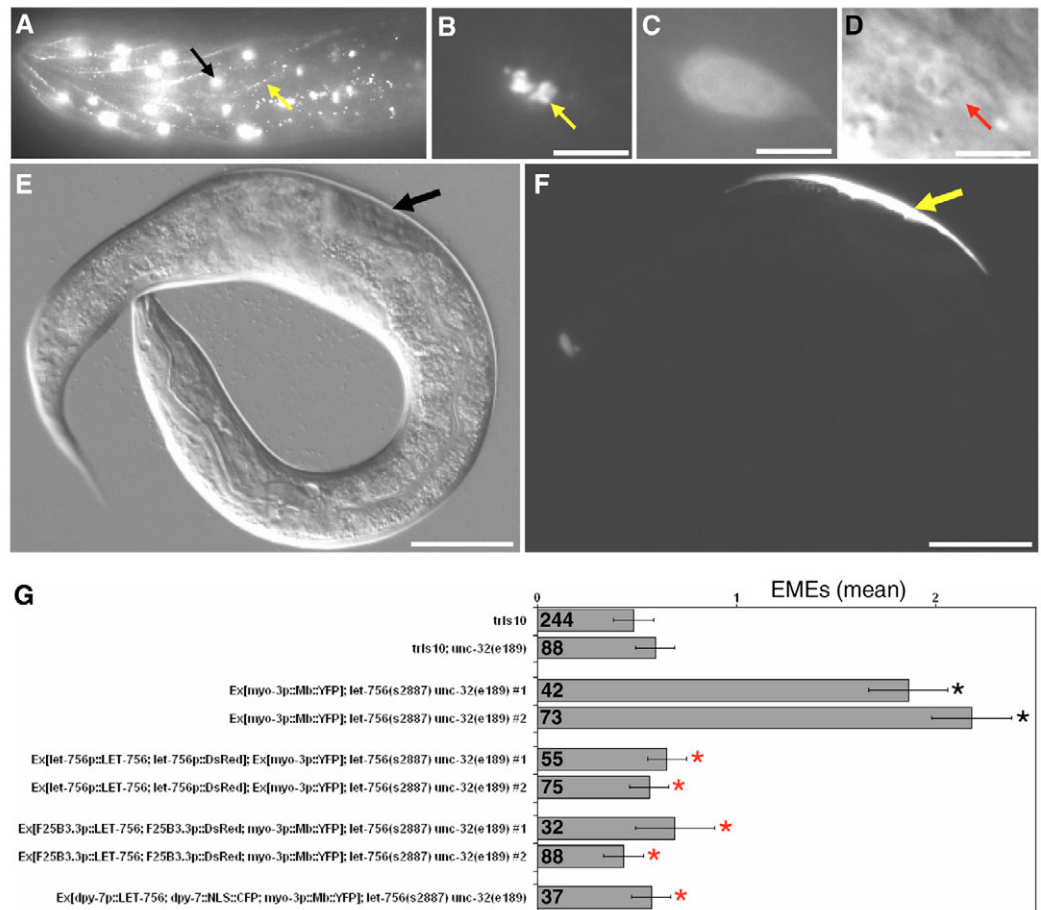 A
B
C
D
E
F
G
EMEs (mean)
0 1 2
trIs10 244
trIs10; unc-32(e189) 88
Ex[myo-3p::Mb::YFP]; let-756(s2887) unc-32(e189) #1 42 *
Ex[myo-3p::Mb::YFP]; let-756(s2887) unc-32(e189) #2 73 *
Ex[let-756p::LET-756; let-756p::DsRed]; Ex[myo-3p::YFP]; let-756(s2887) unc-32(e189) #1 55 *
Ex[let-756p::LET-756; let-756p::DsRed]; Ex[myo-3p::YFP]; let-756(s2887) unc-32(e189) #2 75 *
Ex[F25B3.3p::LET-756; F25B3.3p::DsRed; myo-3p::Mb::YFP]; let-756(s2887) unc-32(e189) #1 32 *
Ex[F25B3.3p::LET-756; F25B3.3p::DsRed; myo-3p::Mb::YFP]; let-756(s2887) unc-32(e189) #2 88 *
Ex[dpy-7p::LET-756; dpy-7::NLS::CFP; myo-3p::Mb::YFP]; let-756(s2887) unc-32(e189) 37 *